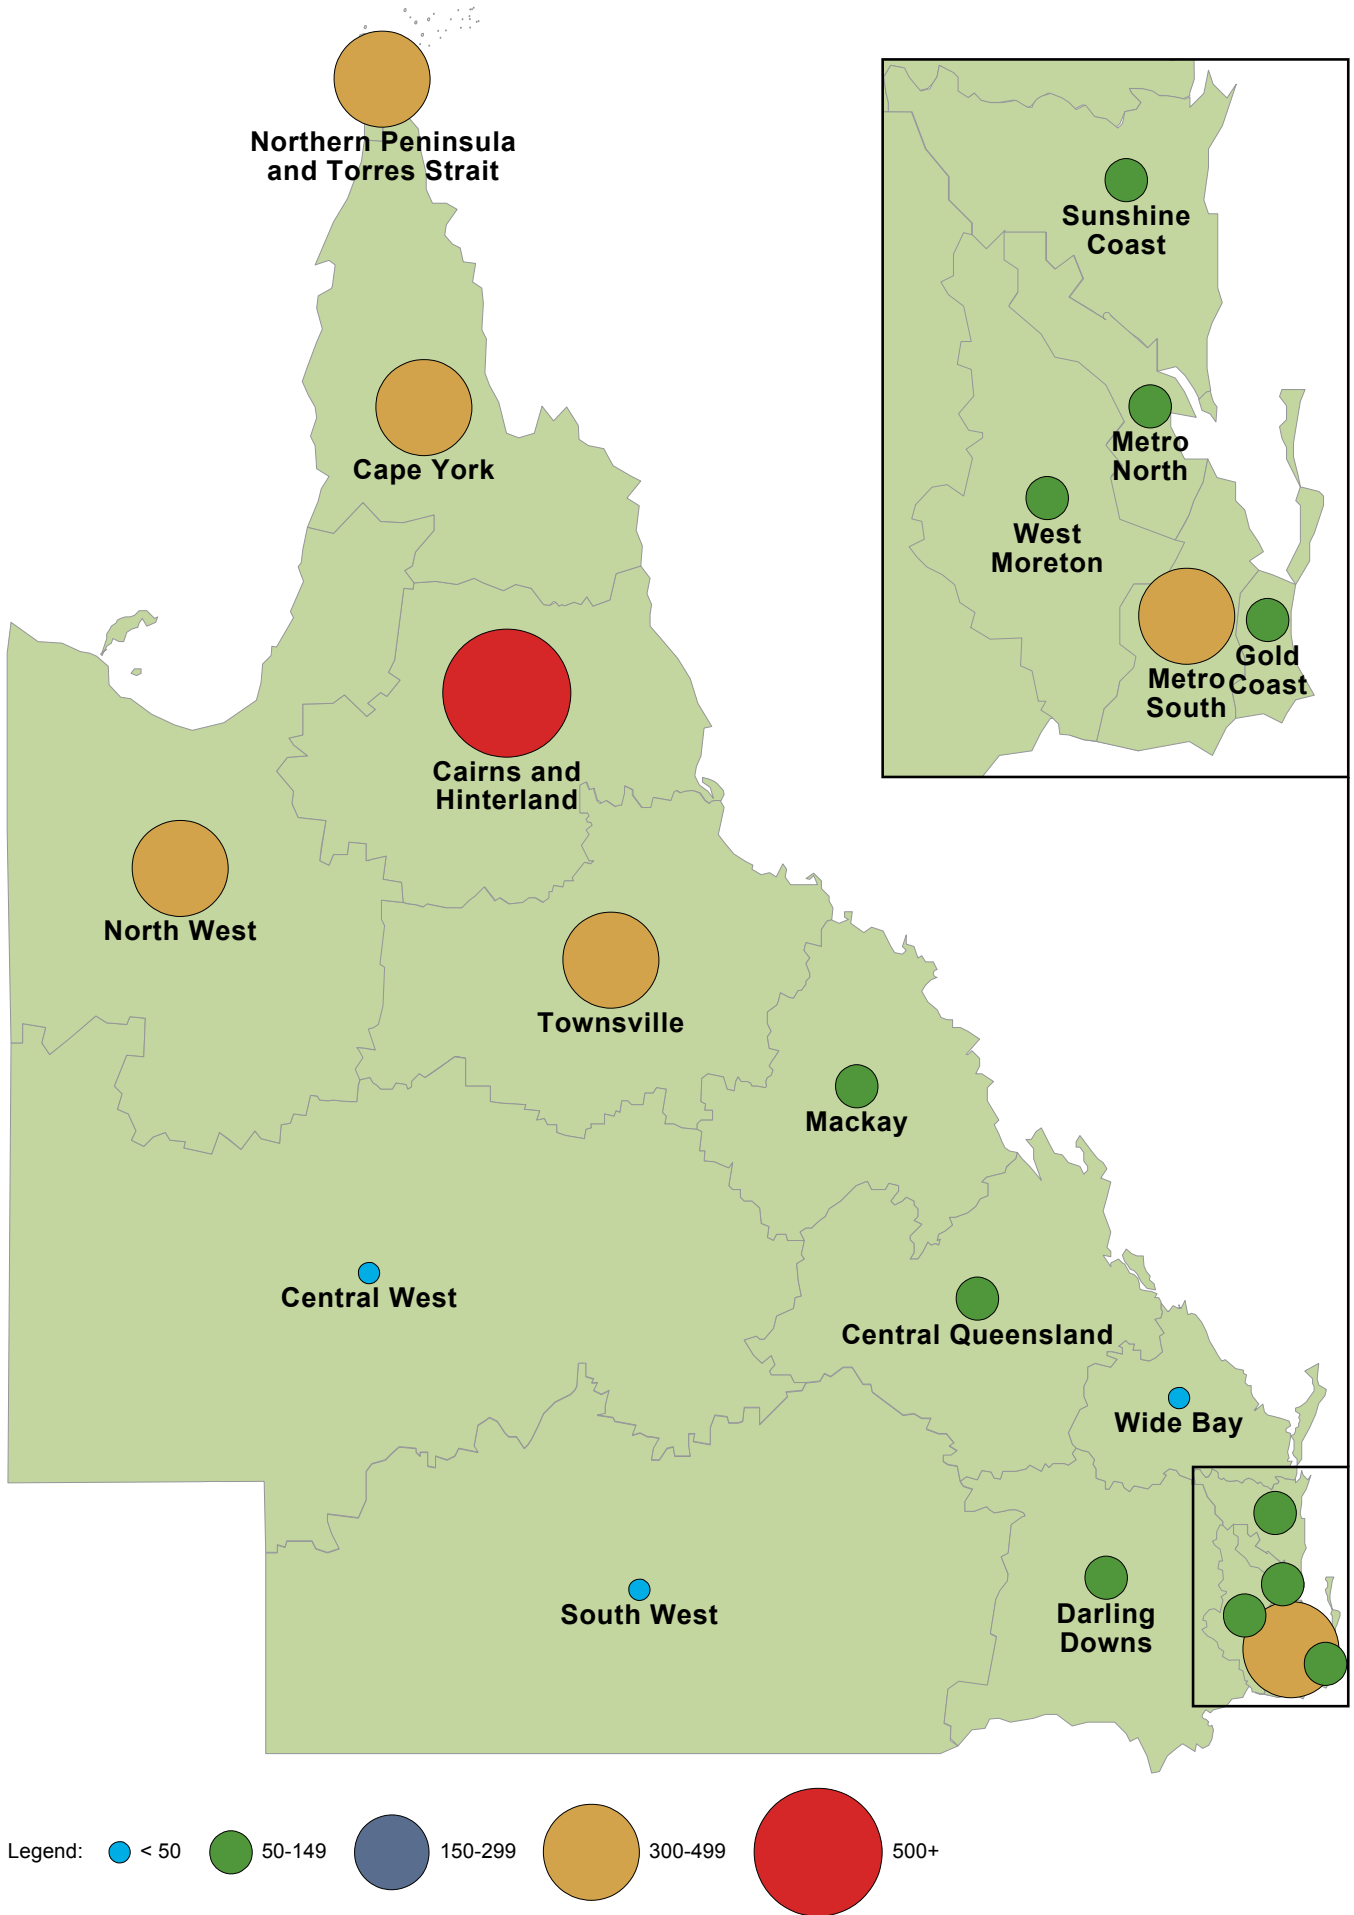 Northern Peninsula
and Torres Strait
Sunshine
Coast
Cape York
Metro
North
West
Moreton
Gold
Coast
Metro
South
Cairns and
Hinterland
North West
Townsville
Mackay
Central West
Central Queensland
Wide Bay
South West
Darling
Downs
Legend: < 50 50-149 150-299 300-499 500+